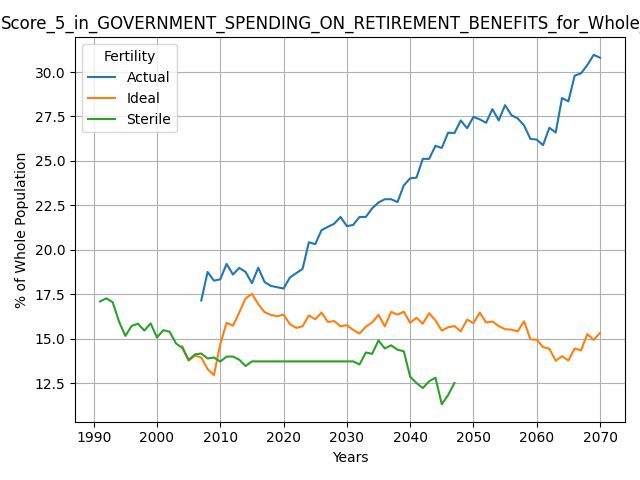 Score_5_in_GOVERNMENT_SPENDING_ON_RETIREMENT_BENEFITS_for_Whole_
Fertility
Actual
Ideal
Sterile
% of Whole Population
30.0
27.5
25.0
22.5
20.0
17.5
15.0
12.5
1990 2000 2010 2020 2030 2040 2050 2060 2070
Years